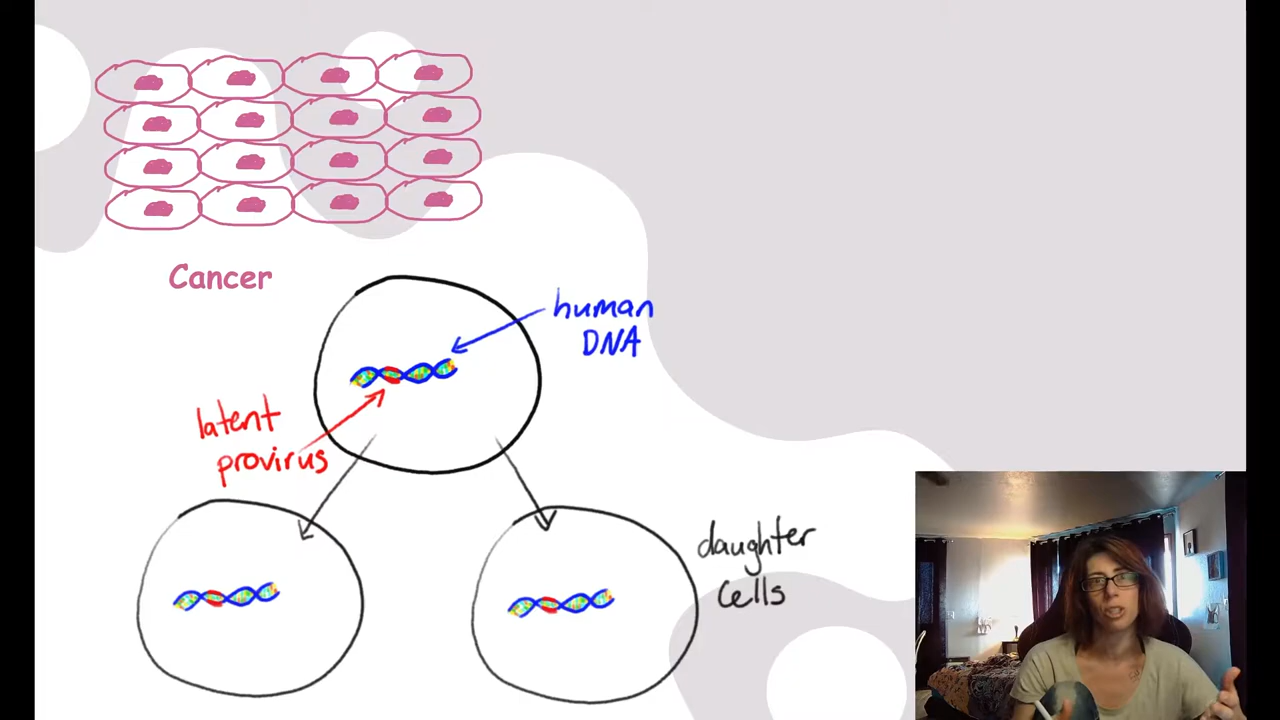 Cancer
human
DNA
latent
provirus
daughter
cells